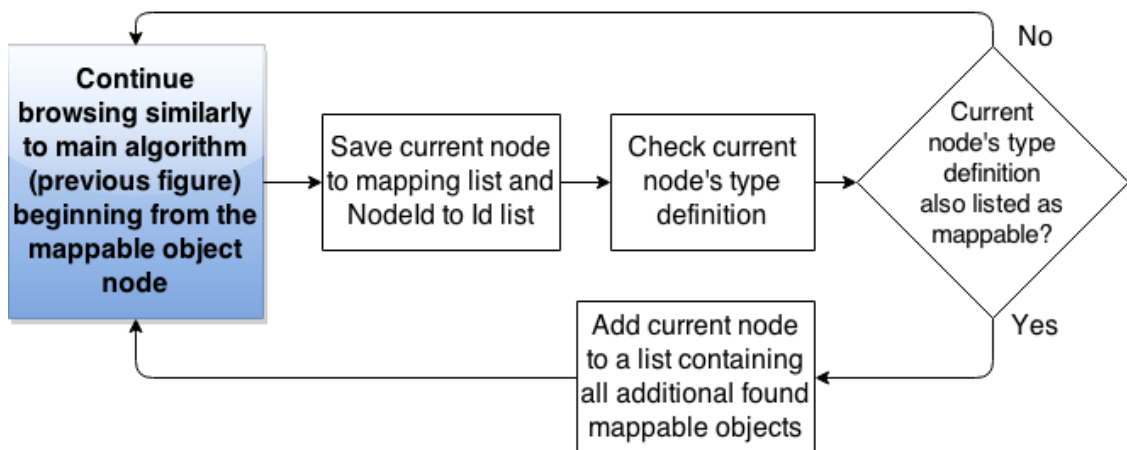 No
Continue
browsing similarly
to main algorithm
(previous figure)
beginning from the
mappable object
node
Save current node
to mapping list and
NodeId to Id list
Check current
node's type
definition
Current
node's type
definition
also listed as
mappable?
Yes
Add current node
to a list containing
all additional found
mappable objects